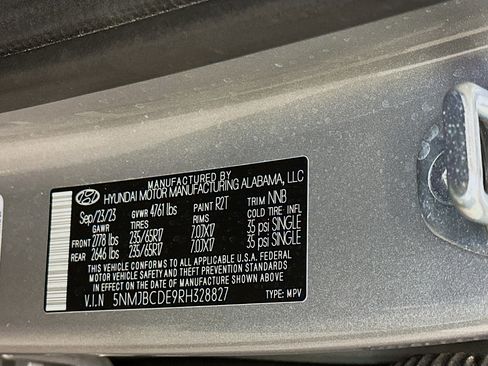 MANUFACTURED BY
HYUNDAI MOTOR MANUFACTURING ALABAMA, LLC
Sep/23/23 GVWR 4761 lbs PAINT R2T TRIM NNB
GAWR TIRES RIMS COLD TIRE INFL
FRONT 2778 lbs 235/65R17 7.0JX17 35 psi SINGLE
REAR 2646 lbs 235/65R17 7.0JX17 35 psi SINGLE
THIS VEHICLE CONFORMS TO ALL APPLICABLE U.S.A. FEDERAL
MOTOR VEHICLE SAFETY AND THEFT PREVENTION STANDARDS
IN EFFECT ON THE DATE OF MANUFACTURE SHOWN ABOVE.
V.I.N 5NMJBCDE9RH328827 TYPE: MPV